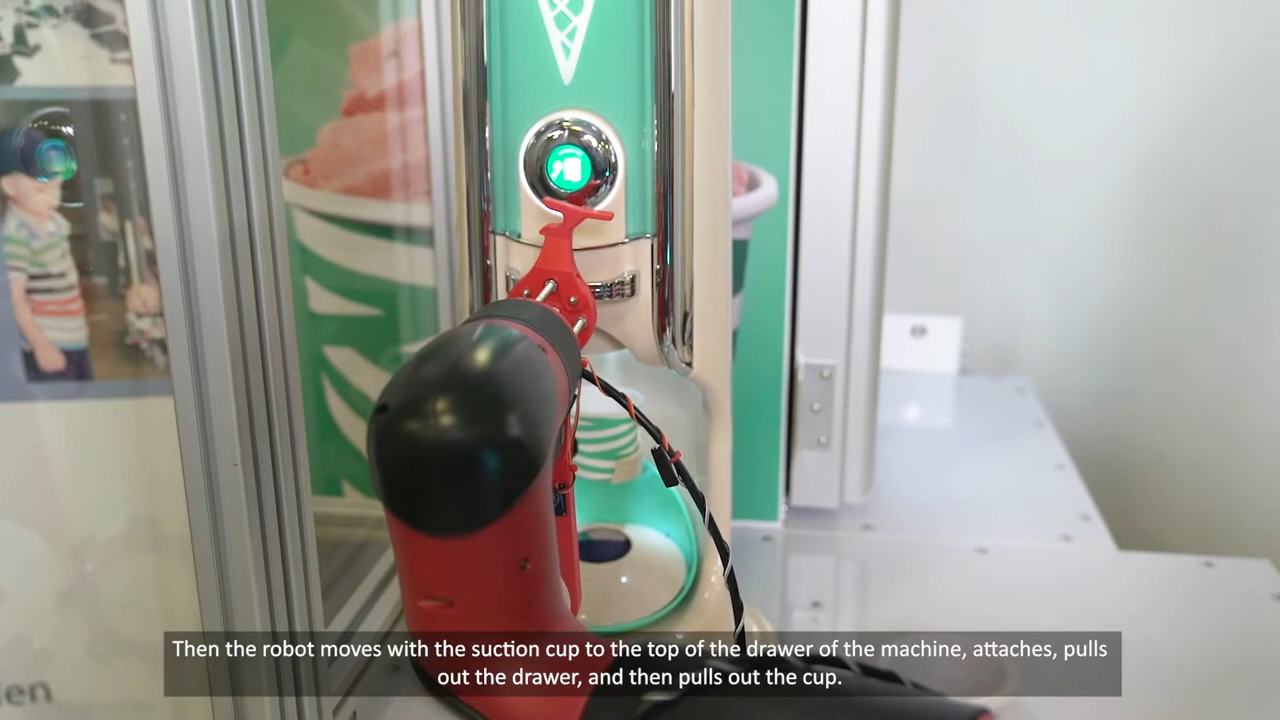 Then the robot moves with the suction cup to the top of the drawer of the machine, attaches, pulls
out the drawer, and then pulls out the cup.